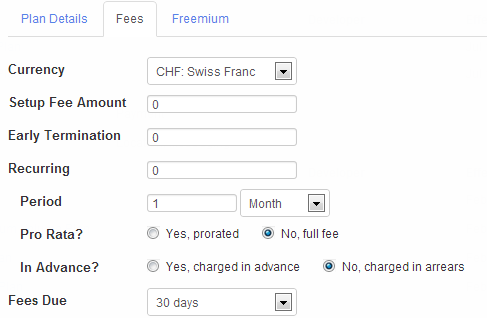 Plan Details Fees Freemium
Currency CHF: Swiss Franc
Setup Fee Amount 0
Early Termination 0
Recurring 0
Period 1 Month
Pro Rata? Yes, prorated No, full fee
In Advance? Yes, charged in advance No, charged in arrears
Fees Due 30 days